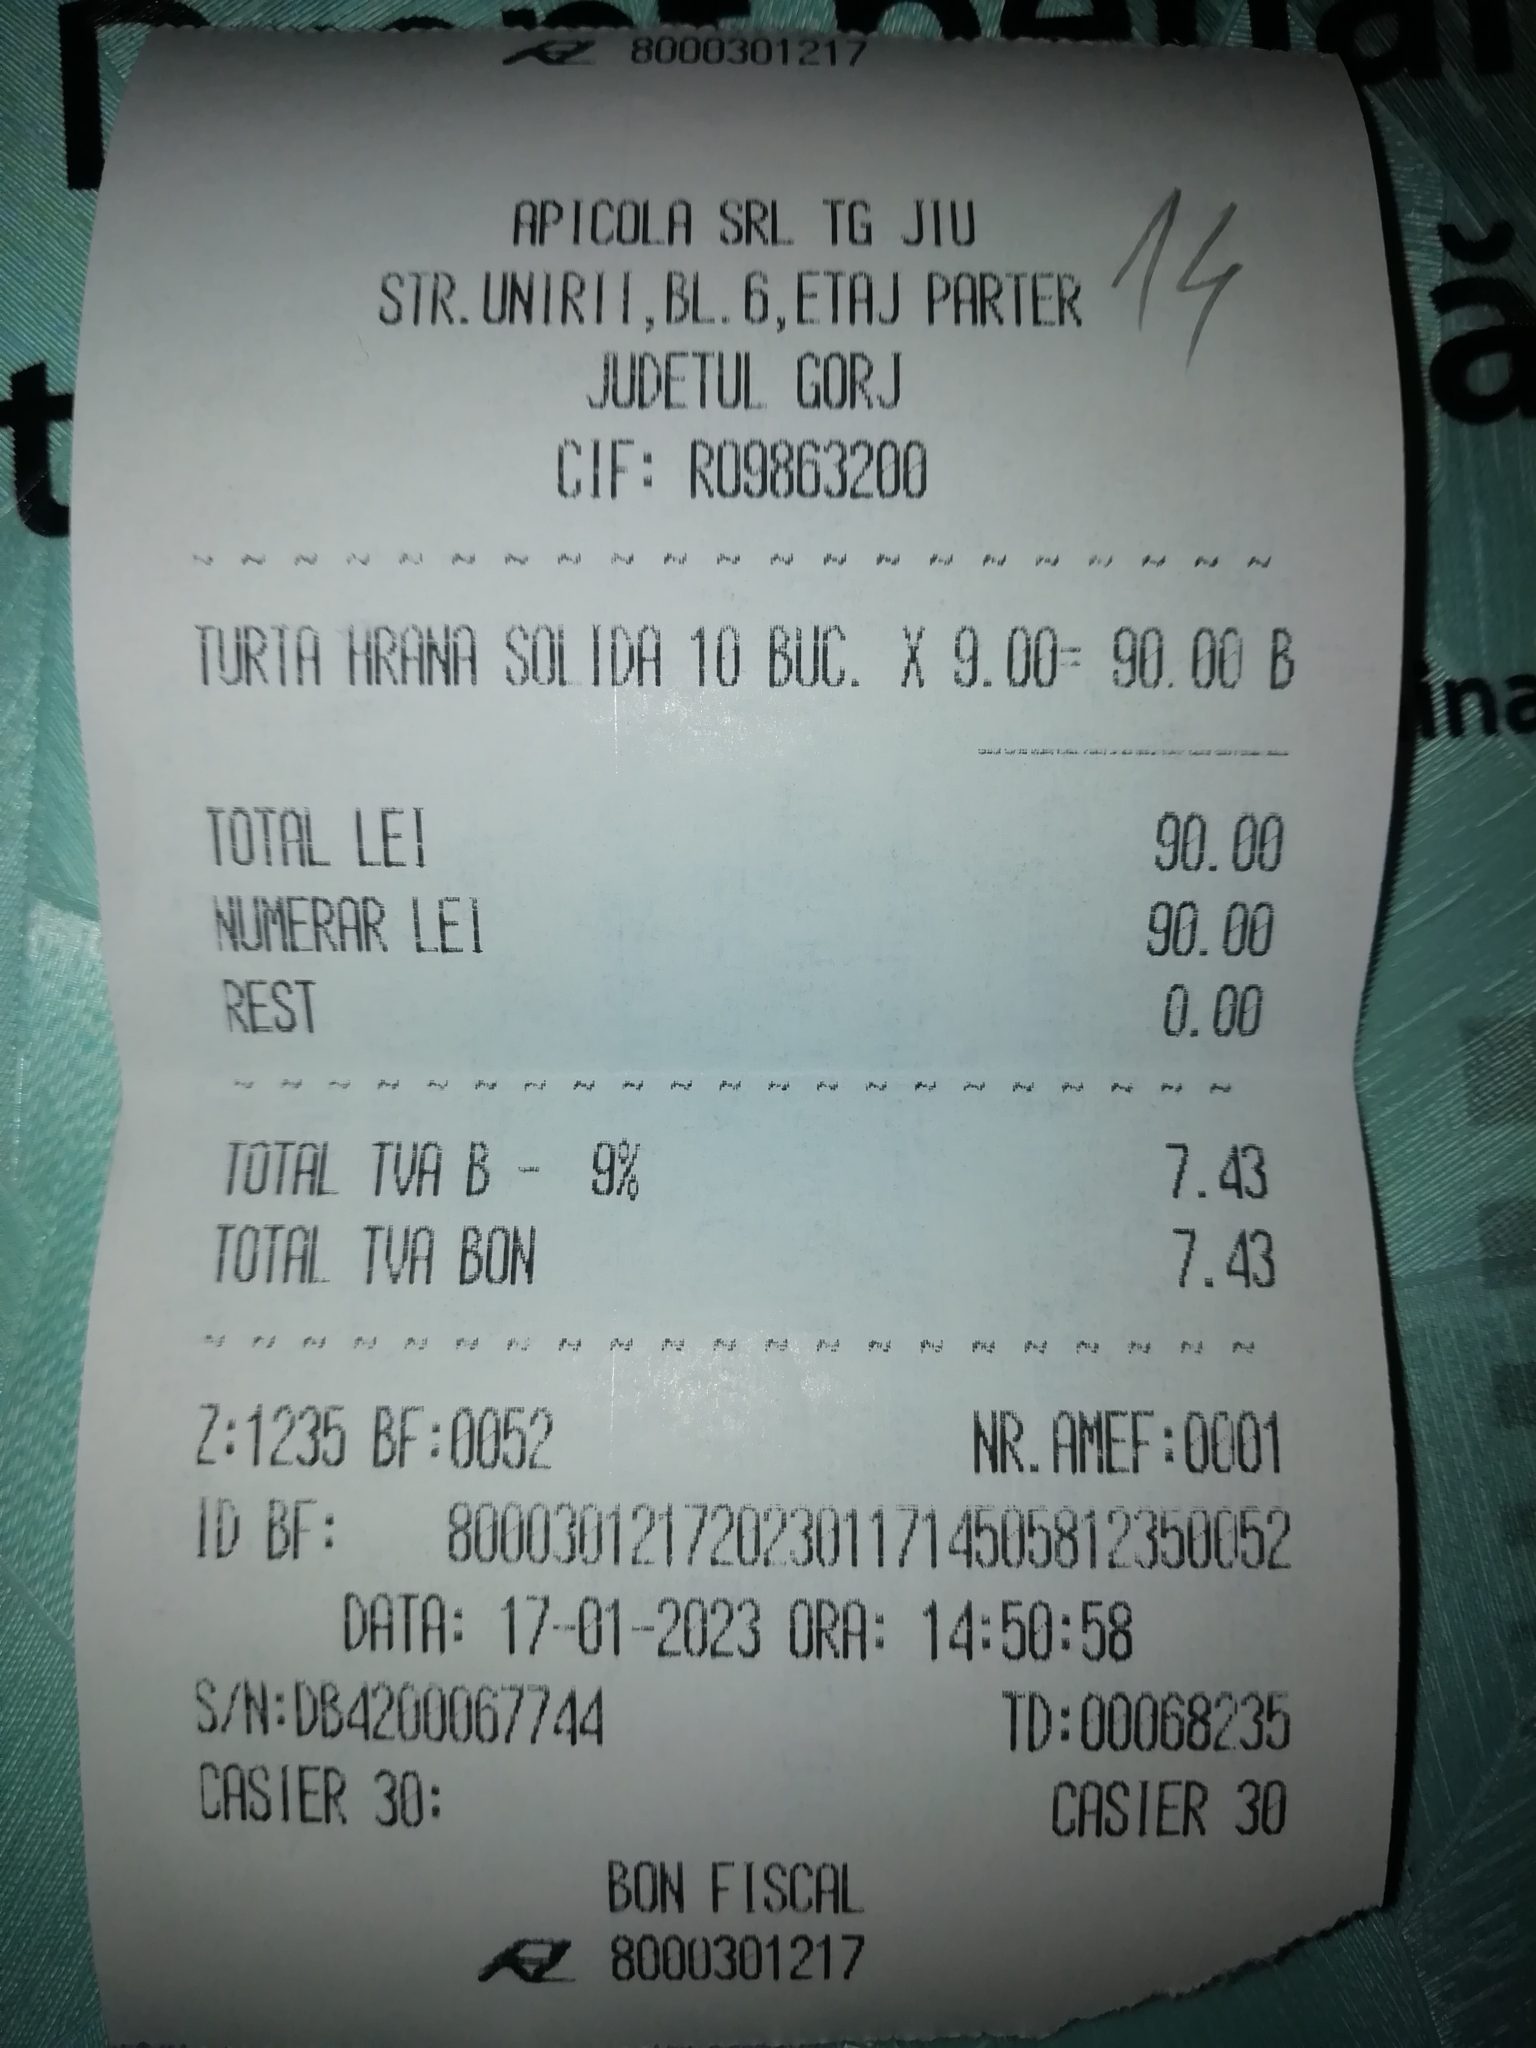 8000301217
APICOLA SRL TG JIU
14
STR.UNIRII,BL.6,ETAJ PARTER
JUDETUL GORJ
CIF: RO9863200
~ ~ ~ ~ ~ ~ ~ ~ ~ ~ ~ ~ ~ ~ ~ ~ ~ ~ ~ ~ ~
TURTA HRANA SOLIDA 10 BUC. X 9.00= 90.00 B
TOTAL LEI 90.00
NUMERAR LEI 90.00
REST 0.00
~ ~ ~ ~ ~ ~ ~ ~ ~ ~ ~ ~ ~ ~ ~ ~ ~ ~ ~ ~ ~
TOTAL TVA B - 9% 7.43
TOTAL TVA BON 7.43
~ ~ ~ ~ ~ ~ ~ ~ ~ ~ ~ ~ ~ ~ ~ ~ ~ ~ ~ ~ ~
Z:1235 BF:0052 NR.AMEF:0001
ID BF: 80003012172023011714505812350052
DATA: 17-01-2023 ORA: 14:50:58
S/N:DB4200067744 TD:00068235
CASIER 30: CASIER 30
BON FISCAL
8000301217